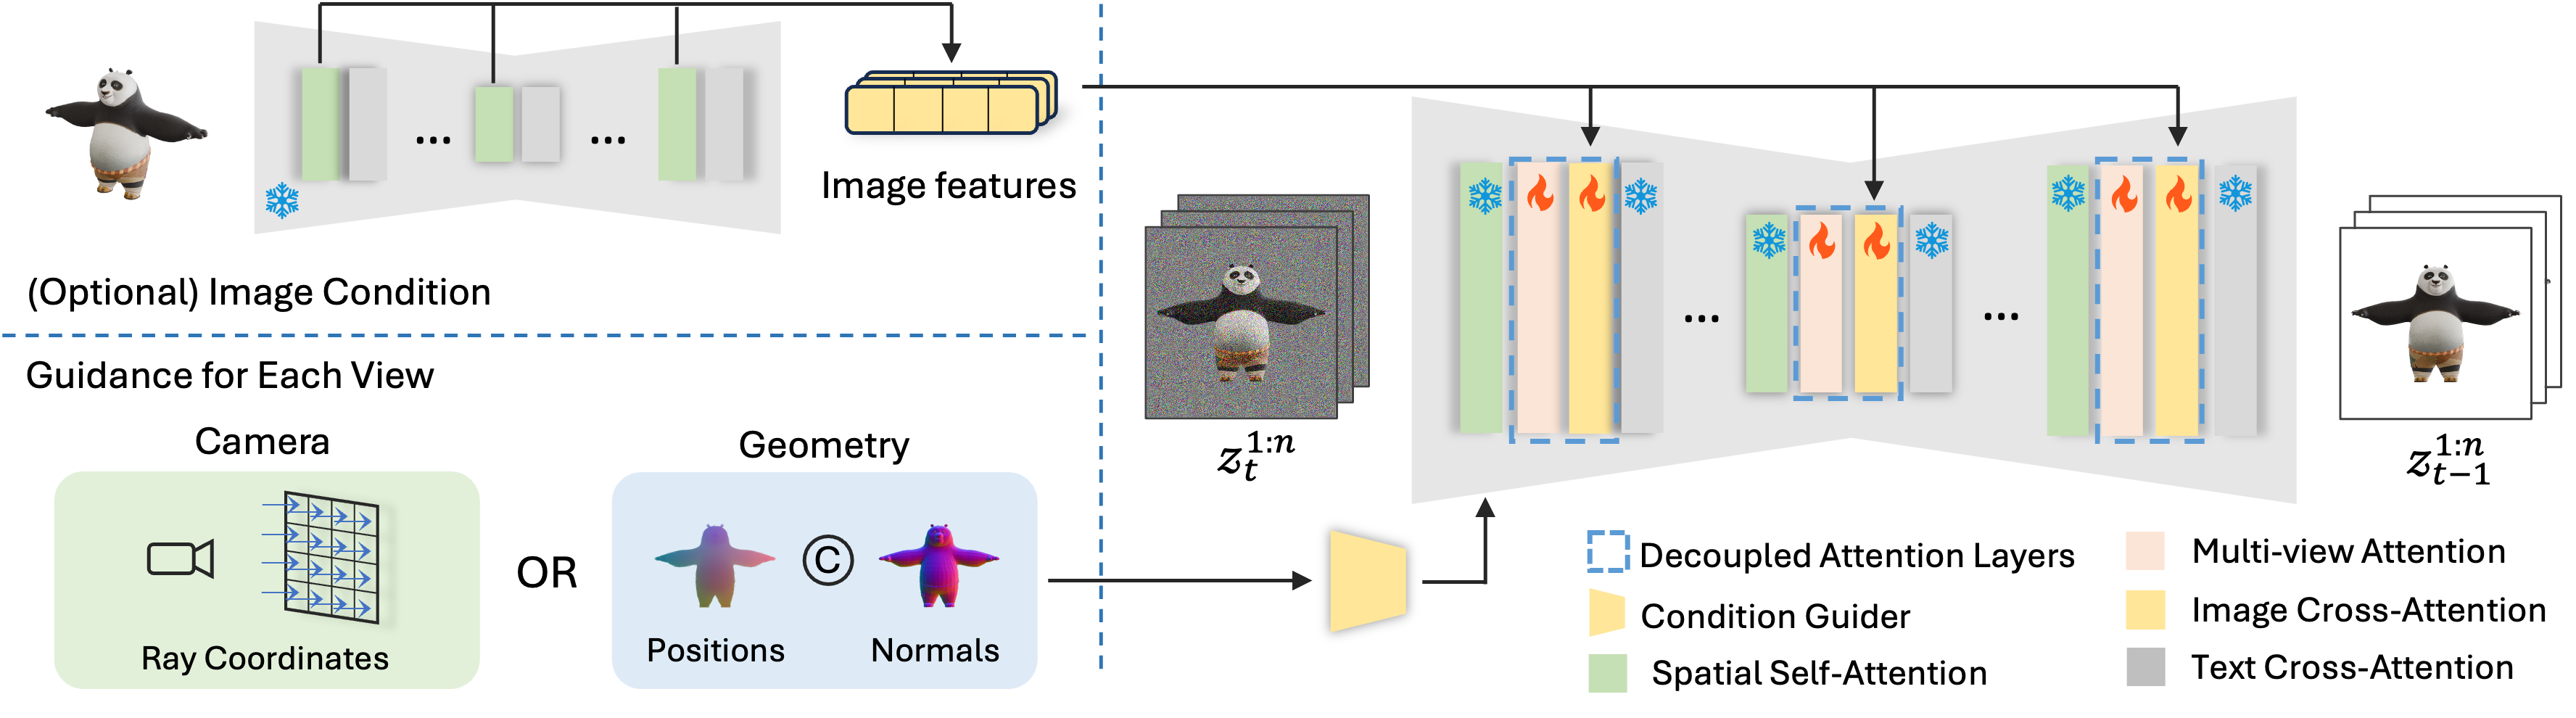 ...
...
Image features
(Optional) Image Condition
Guidance for Each View
Camera
Ray Coordinates
OR
Geometry
C
Positions
Normals
z_t^{1:n}
...
...
z_{t-1}^{1:n}
Decoupled Attention Layers
Condition Guider
Spatial Self-Attention
Multi-view Attention
Image Cross-Attention
Text Cross-Attention